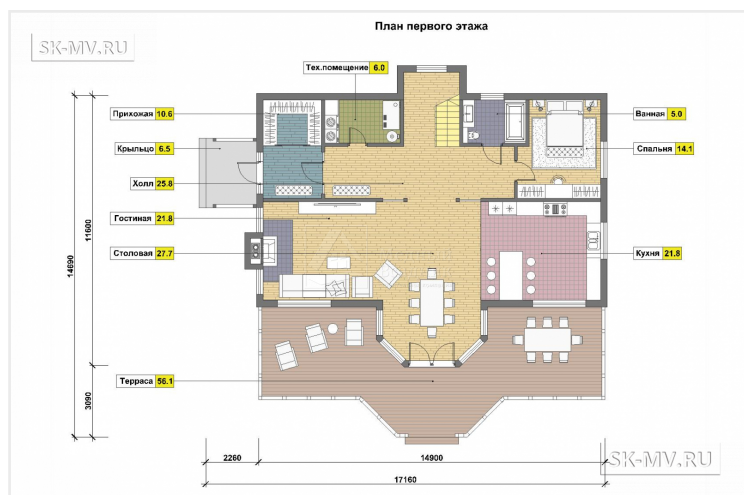 План первого этажа
SK-MV.RU
Тех.помещение 6.0
Прихожая 10.6
Ванная 5.0
Крыльцо 6.5
Спальня 14.1
Холл 25.8
Гостиная 21.8
Столовая 27.7
Кухня 21.8
11600
14690
Терраса 56.1
3090
2260
14900
SK-MV.RU
17160